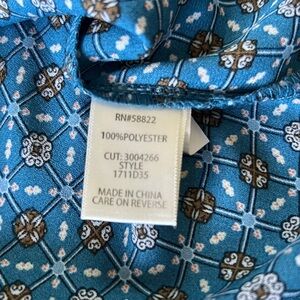 RN#58822
100%POLYESTER
CUT: 3004266
STYLE
1711D35
MADE IN CHINA
CARE ON REVERSE